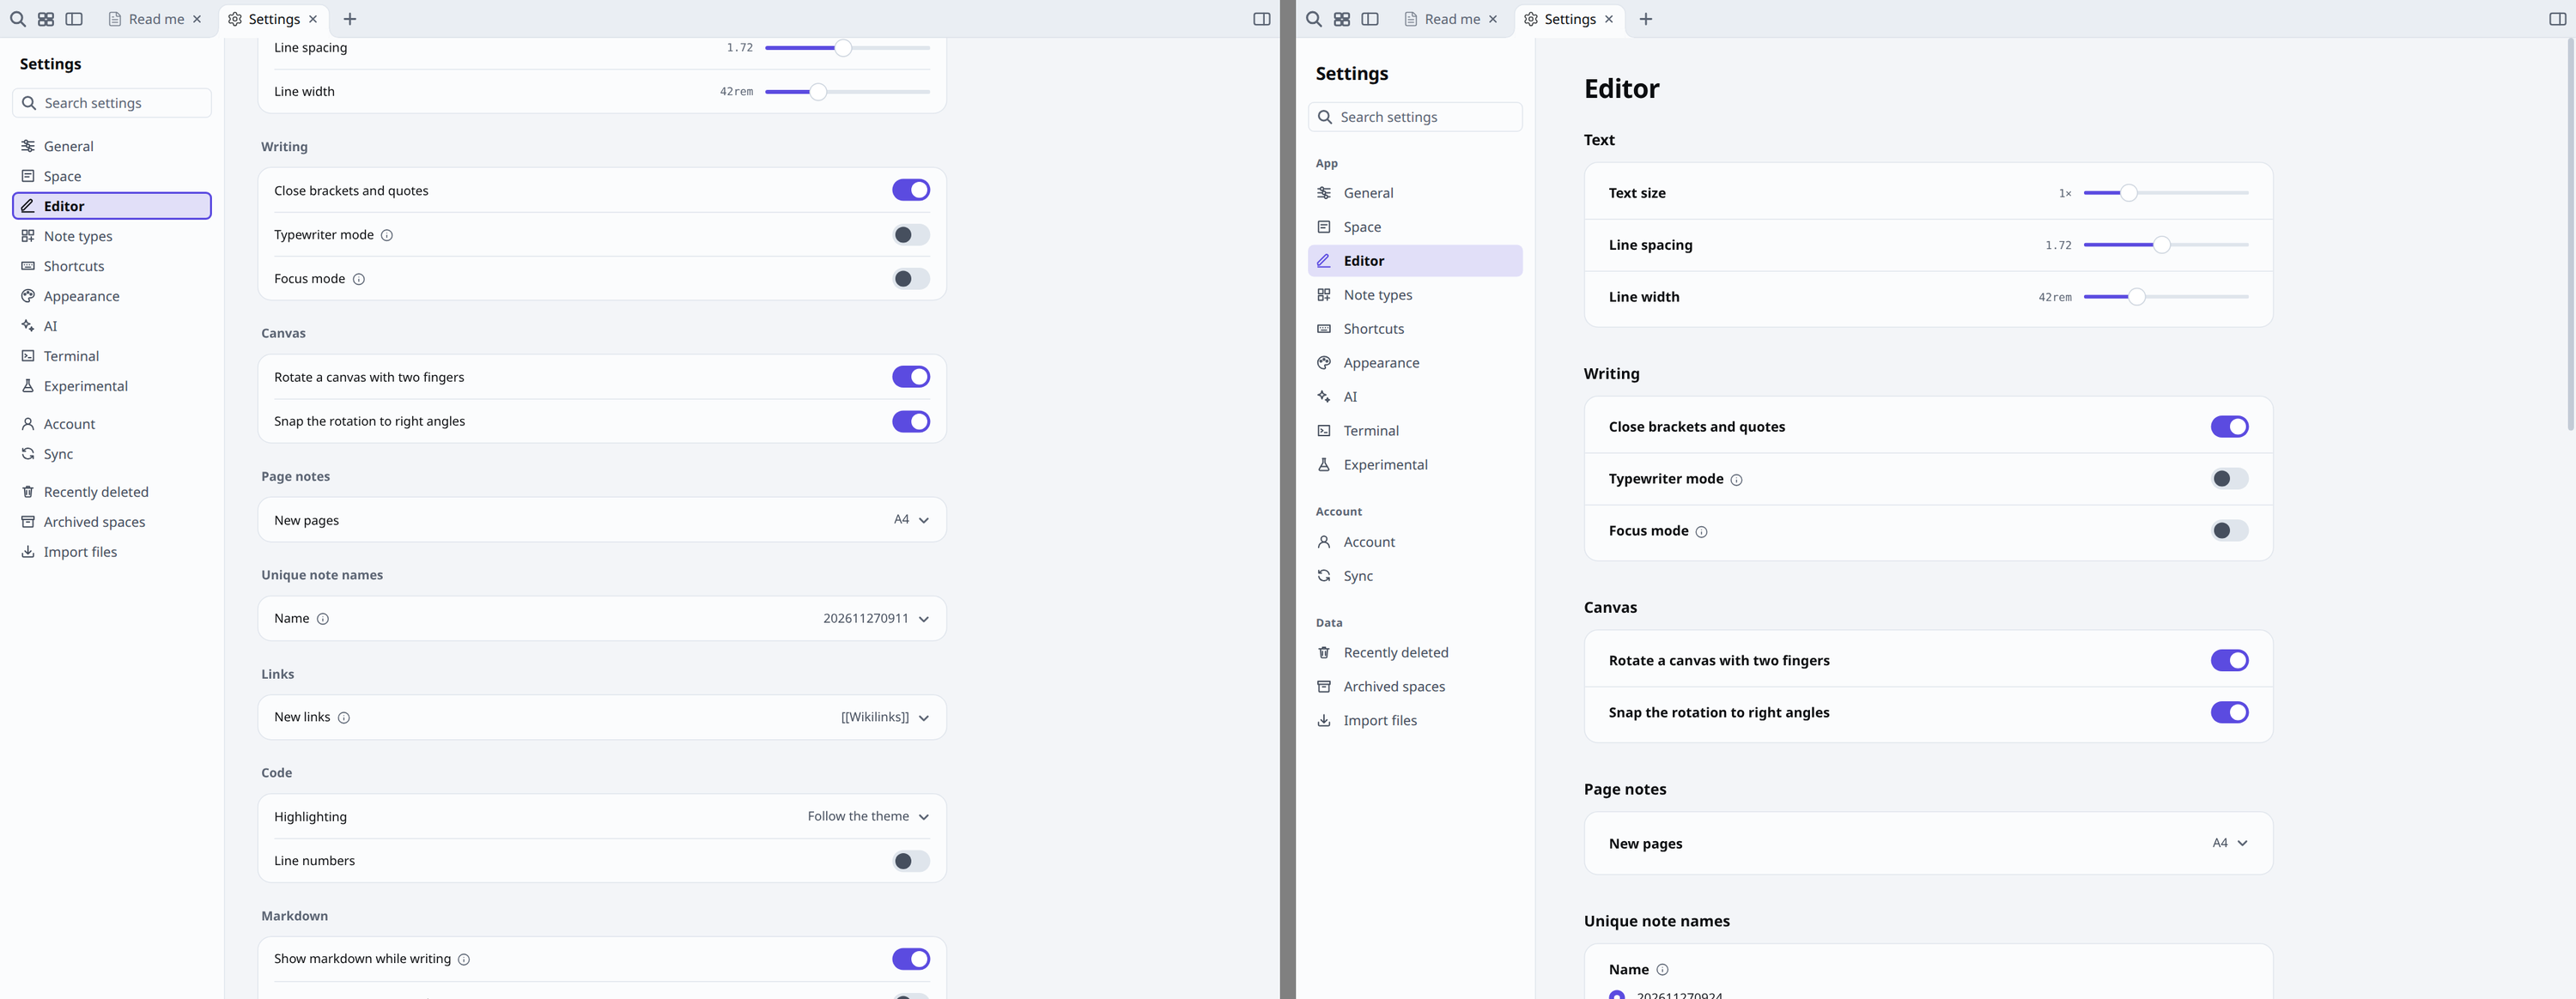 Read me
Settings
Settings
Search settings
General
Space
Editor
Note types
Shortcuts
Appearance
AI
Terminal
Experimental
Account
Sync
Recently deleted
Archived spaces
Import files
Line spacing 1.72
Line width 42rem
Writing
Close brackets and quotes
Typewriter mode
Focus mode
Canvas
Rotate a canvas with two fingers
Snap the rotation to right angles
Page notes
New pages A4
Unique note names
Name 202611270911
Links
New links [[Wikilinks]]
Code
Highlighting Follow the theme
Line numbers
Markdown
Show markdown while writing
Read me
Settings
Settings
Search settings
App
General
Space
Editor
Note types
Shortcuts
Appearance
AI
Terminal
Experimental
Account
Account
Sync
Data
Recently deleted
Archived spaces
Import files
Editor
Text
Text size 1×
Line spacing 1.72
Line width 42rem
Writing
Close brackets and quotes
Typewriter mode
Focus mode
Canvas
Rotate a canvas with two fingers
Snap the rotation to right angles
Page notes
New pages A4
Unique note names
Name
202611270924